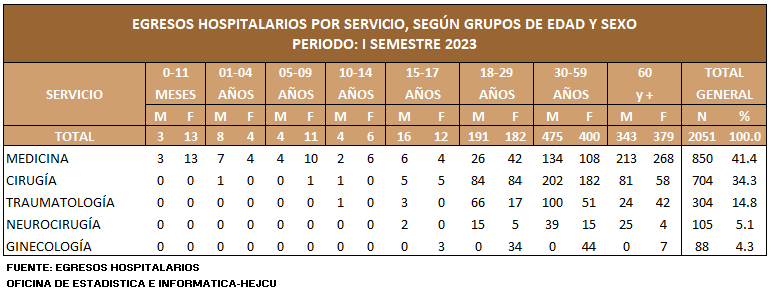 EGRESOS HOSPITALARIOS POR SERVICIO, SEGÚN GRUPOS DE EDAD Y SEXO
PERIODO: I SEMESTRE 2023
SERVICIO 0-11 MESES 01-04 AÑOS 05-09 AÑOS 10-14 AÑOS 15-17 AÑOS 18-29 AÑOS 30-59 AÑOS 60 y + TOTAL GENERAL
M F M F M F M F M F M F M F M F N %
TOTAL 3 13 8 4 4 11 4 6 16 12 191 182 475 400 343 379 2051 100.0
MEDICINA 3 13 7 4 4 10 2 6 6 4 26 42 134 108 213 268 850 41.4
CIRUGÍA 0 0 1 0 0 1 1 0 5 5 84 84 202 182 81 58 704 34.3
TRAUMATOLOGÍA 0 0 0 0 0 0 1 0 3 0 66 17 100 51 24 42 304 14.8
NEUROCIRUGÍA 0 0 0 0 0 0 0 0 2 0 15 5 39 15 25 4 105 5.1
GINECOLOGÍA 0 0 0 0 0 0 0 0 0 3 0 34 0 44 0 7 88 4.3
FUENTE: EGRESOS HOSPITALARIOS
OFICINA DE ESTADISTICA E INFORMATICA-HEJCU